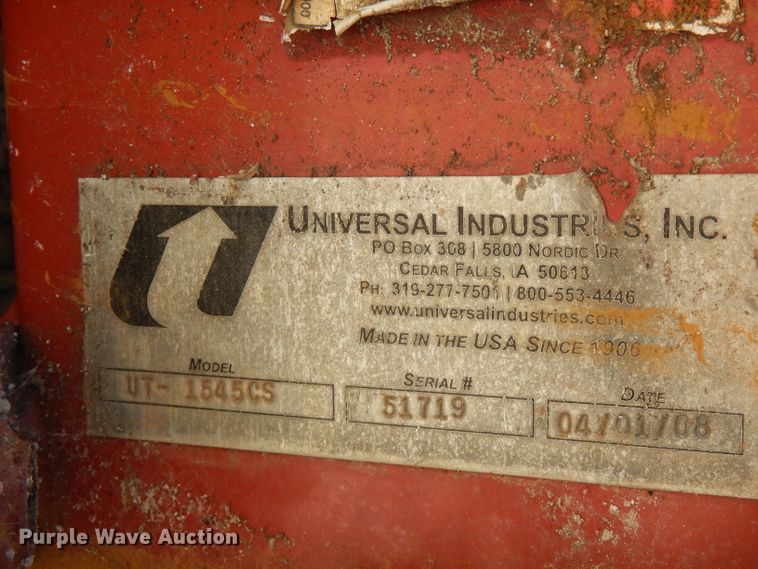 UNIVERSAL INDUSTRIES, INC.
PO BOX 308 | 5800 NORDIC DR.
CEDAR FALLS, IA 50613
PH: 319-277-7501 | 800-553-4446
www.universalindustries.com
MADE IN THE USA SINCE 1906
MODEL
UT- 1545CS
SERIAL #
51719
DATE
04/01/08
Purple Wave Auction